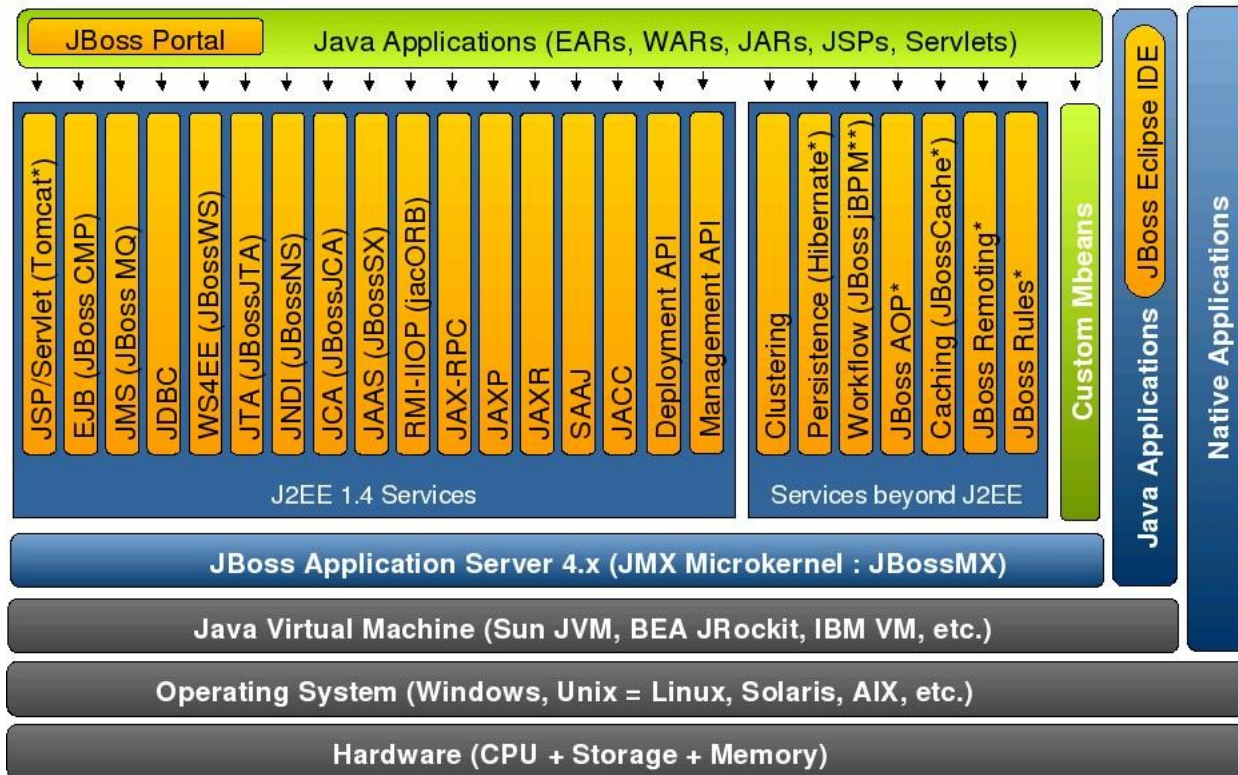 JBoss Portal
Java Applications (EARs, WARs, JARs, JSPs, Servlets)
JSP/Servlet (Tomcat*)
EJB (JBoss CMP)
JMS (JBoss MQ)
JDBC
WS4EE (JBossWS)
JTA (JBossJTA)
JNDI (JBossNS)
JCA (JBossJCA)
JAAS (JBossSX)
RMI-IIOP (jacORB)
JAX-RPC
JAXP
JAXR
SAAJ
JACC
Deployment API
Management API
J2EE 1.4 Services
Clustering
Persistence (Hibernate*)
Workflow (JBoss jBPM**)
JBoss AOP*
Caching (JBossCache*)
JBoss Remoting*
JBoss Rules*
Services beyond J2EE
Custom Mbeans
JBoss Eclipse IDE
Java Applications
Native Applications
JBoss Application Server 4.x (JMX Microkernel : JBossMX)
Java Virtual Machine (Sun JVM, BEA JRockit, IBM VM, etc.)
Operating System (Windows, Unix = Linux, Solaris, AIX, etc.)
Hardware (CPU + Storage + Memory)